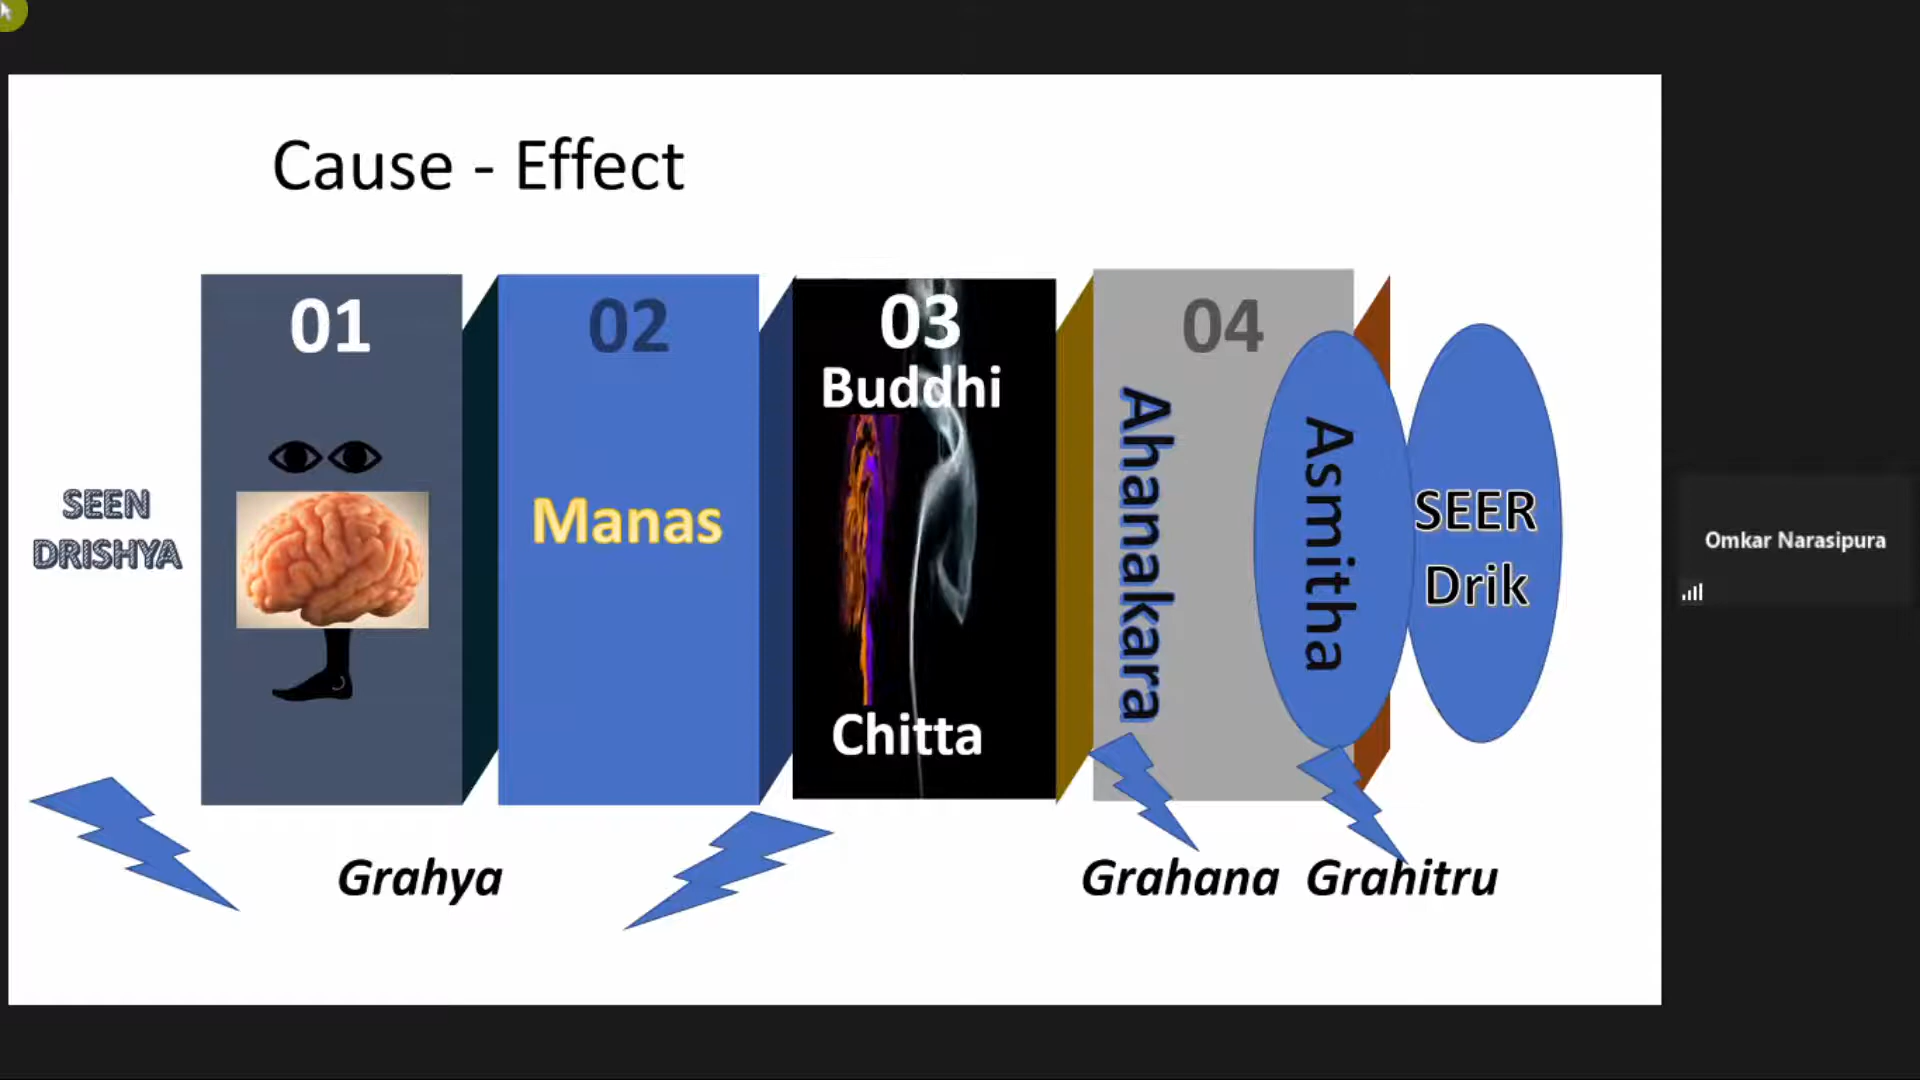 Cause - Effect
01
02
03
04
Buddhi
SEEN
DRISHYA
Manas
Chitta
Ahanakara
Asmitha
SEER
Drik
Omkar Narasipura
Grahya
Grahana
Grahitru